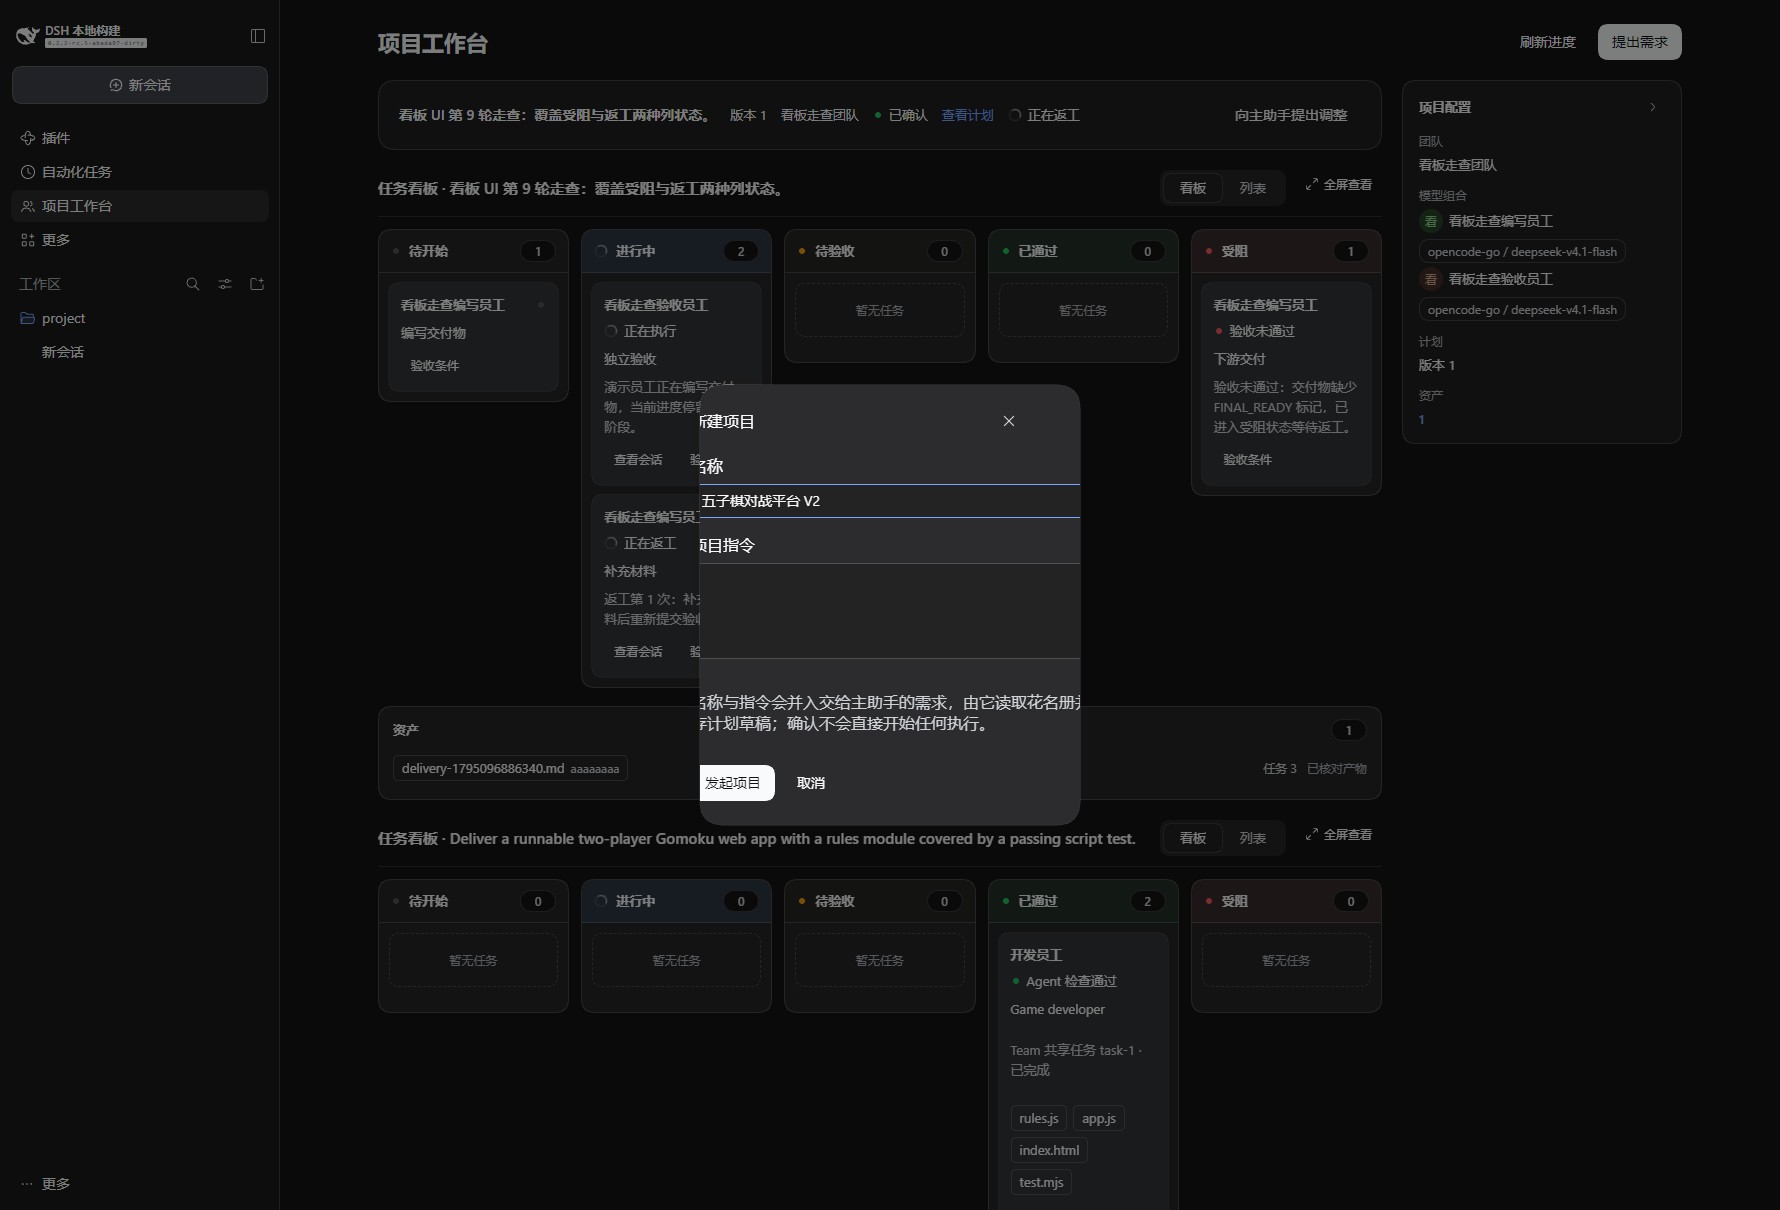 DSH 本地构建
新会话
插件
自动化任务
项目工作台
更多
工作区
project
新会话
更多
项目工作台
刷新进度
提出需求
看板 UI 第 9 轮走查：覆盖受阻与返工两种列状态。 版本 1 看板走查团队 已确认 查看计划 正在返工 向主助手提出调整
任务看板 · 看板 UI 第 9 轮走查：覆盖受阻与返工两种列状态。
看板 列表 全屏查看
待开始 1
看板走查编写员工
编写交付物
验收条件
进行中 2
看板走查验收员工
正在执行
独立验收
演示员工正在编写交付
物，当前进度停留
阶段。
查看会话
看板走查编写员工
正在返工
补充材料
返工第 1 次：补充
料后重新提交验收
查看会话
待验收 0
暂无任务
已通过 0
暂无任务
受阻 1
看板走查编写员工
验收未通过
下游交付
验收未通过：交付物缺少
FINAL_READY 标记，已
进入受阻状态等待返工。
验收条件
项目配置
团队
看板走查团队
模型组合
看 看板走查编写员工
opencode-go / deepseek-v4.1-flash
看 看板走查验收员工
opencode-go / deepseek-v4.1-flash
计划
版本 1
资产
1
新建项目
名称
五子棋对战平台 V2
项目指令
名称与指令会并入交给主助手的需求，由它读取花名册并
存计划草稿；确认不会直接开始任何执行。
发起项目 取消
资产 1
delivery-1795096886340.md aaaaaaaa
任务 3 已核对产物
任务看板 · Deliver a runnable two-player Gomoku web app with a rules module covered by a passing script test.
看板 列表 全屏查看
待开始 0
暂无任务
进行中 0
暂无任务
待验收 0
暂无任务
已通过 2
开发员工
Agent 检查通过
Game developer
Team 共享任务 task-1 ·
已完成
rules.js app.js
index.html
test.mjs
受阻 0
暂无任务